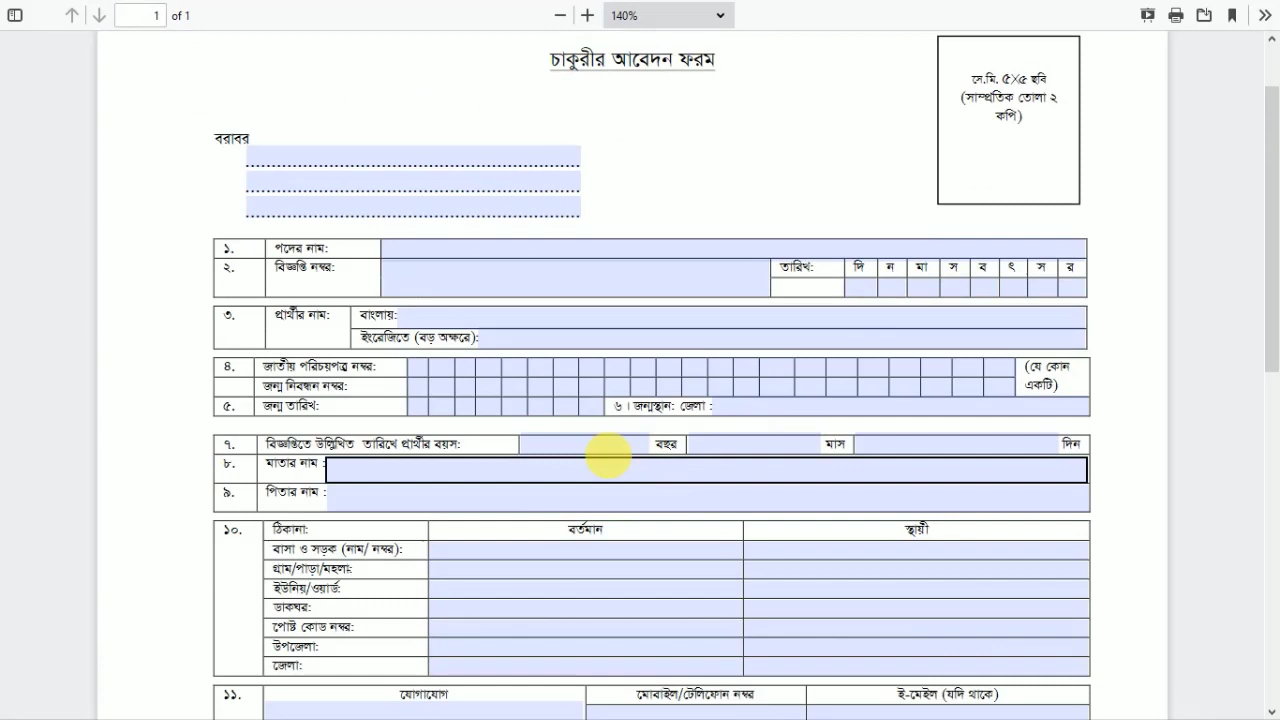 1 of 1
140%
চাকুরীর আবেদন ফরম
সে.মি. ৫X৫ ছবি
(সাম্প্রতিক তোলা ২
কপি)
বরাবর
১. পদের নাম:
২. বিজ্ঞপ্তি নম্বর: তারিখ: দি ন মা স ব ৎ স র
৩. প্রার্থীর নাম: বাংলায়:
ইংরেজিতে (বড় অক্ষরে):
৪. জাতীয় পরিচয়পত্র নম্বর: (যে কোন
জন্ম নিবন্ধন নম্বর: একটি)
৫. জন্ম তারিখ: ৬। জন্মস্থান: জেলা :
৭. বিজ্ঞপ্তিতে উল্লিখিত তারিখে প্রার্থীর বয়স: বছর মাস দিন
৮. মাতার নাম :
৯. পিতার নাম :
১০. ঠিকানা: বর্তমান স্থায়ী
বাসা ও সড়ক (নাম/ নম্বর):
গ্রাম/পাড়া/মহলা:
ইউনিয়/ওয়ার্ড:
ডাকঘর:
পোষ্ট কোড নম্বর:
উপজেলা:
জেলা:
১১. যোগাযোগ মোবাইল/টেলিফোন নম্বর ই-মেইল (যদি থাকে)